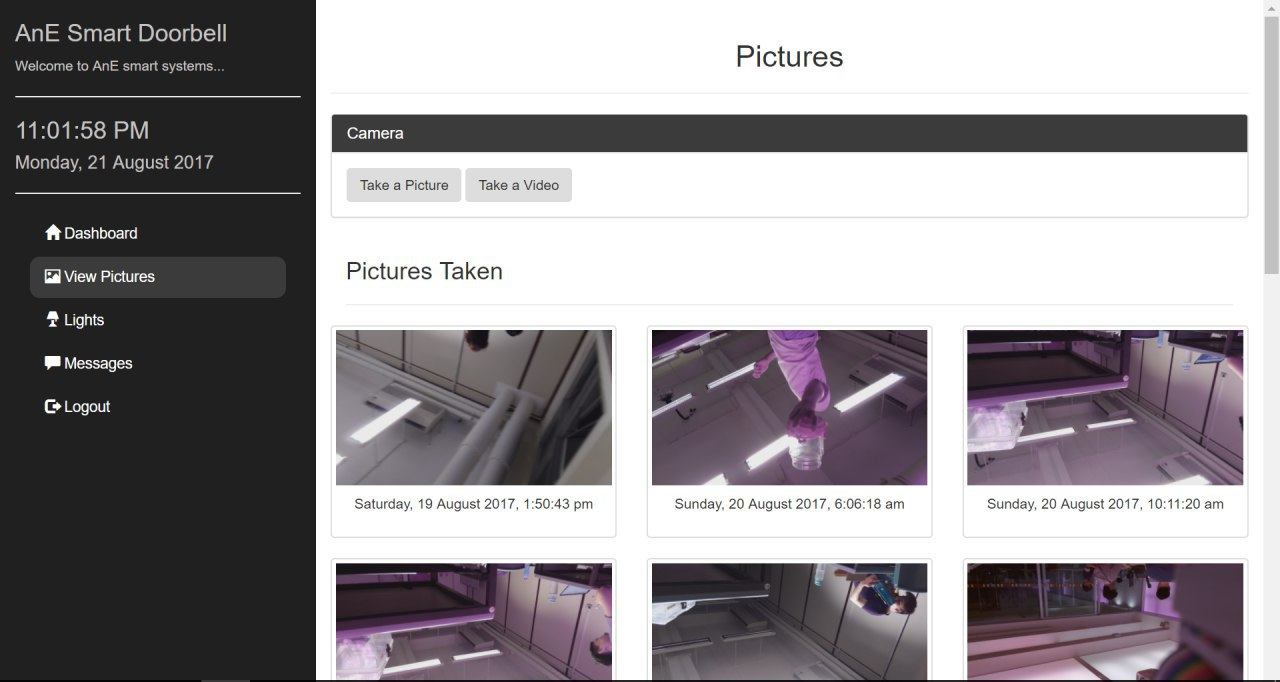 AnE Smart Doorbell
Welcome to AnE smart systems...
11:01:58 PM
Monday, 21 August 2017
Dashboard
View Pictures
Lights
Messages
Logout
Pictures
Camera
Take a Picture
Take a Video
Pictures Taken
Saturday, 19 August 2017, 1:50:43 pm
Sunday, 20 August 2017, 6:06:18 am
Sunday, 20 August 2017, 10:11:20 am